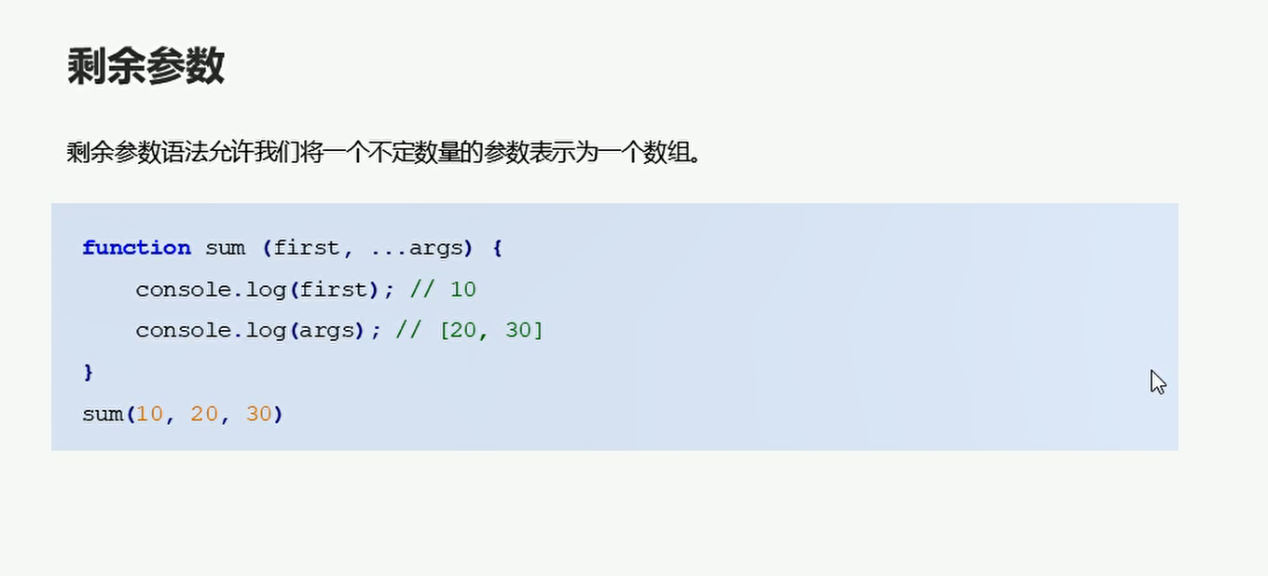 剩余参数
剩余参数语法允许我们将一个不定数量的参数表示为一个数组。
function sum (first, ...args) {
    console.log(first); // 10
    console.log(args); // [20, 30]
}
sum(10, 20, 30)